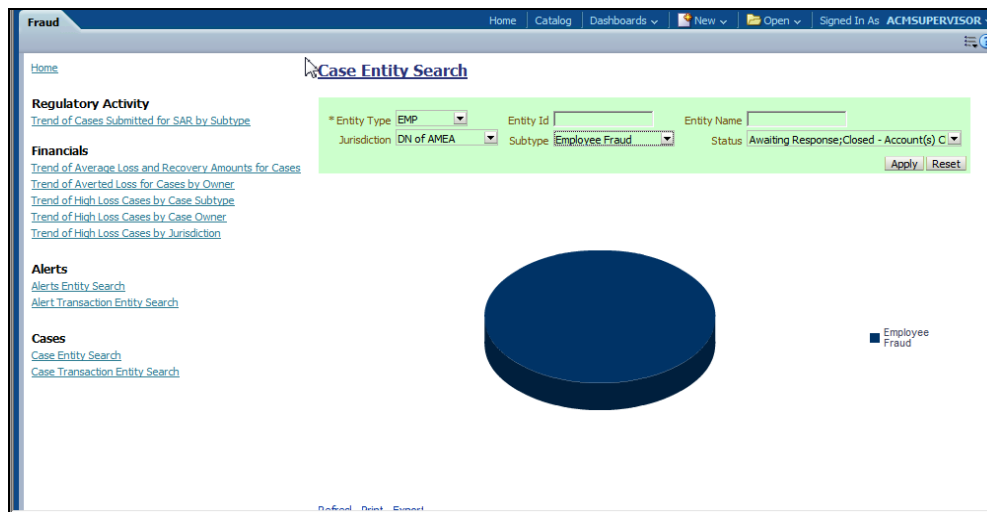 Fraud
Home Catalog Dashboards New Open Signed In As ACMSUPERVISOR
Home
Regulatory Activity
Trend of Cases Submitted for SAR by Subtype
Financials
Trend of Average Loss and Recovery Amounts for Cases
Trend of Averted Loss for Cases by Owner
Trend of High Loss Cases by Case Subtype
Trend of High Loss Cases by Case Owner
Trend of High Loss Cases by Jurisdiction
Alerts
Alerts Entity Search
Alert Transaction Entity Search
Cases
Case Entity Search
Case Transaction Entity Search
Case Entity Search
* Entity Type EMP Entity Id Entity Name
Jurisdiction DN of AMEA Subtype Employee Fraud Status Awaiting Response;Closed - Account(s) C
Apply Reset
Employee
Fraud
Print Export